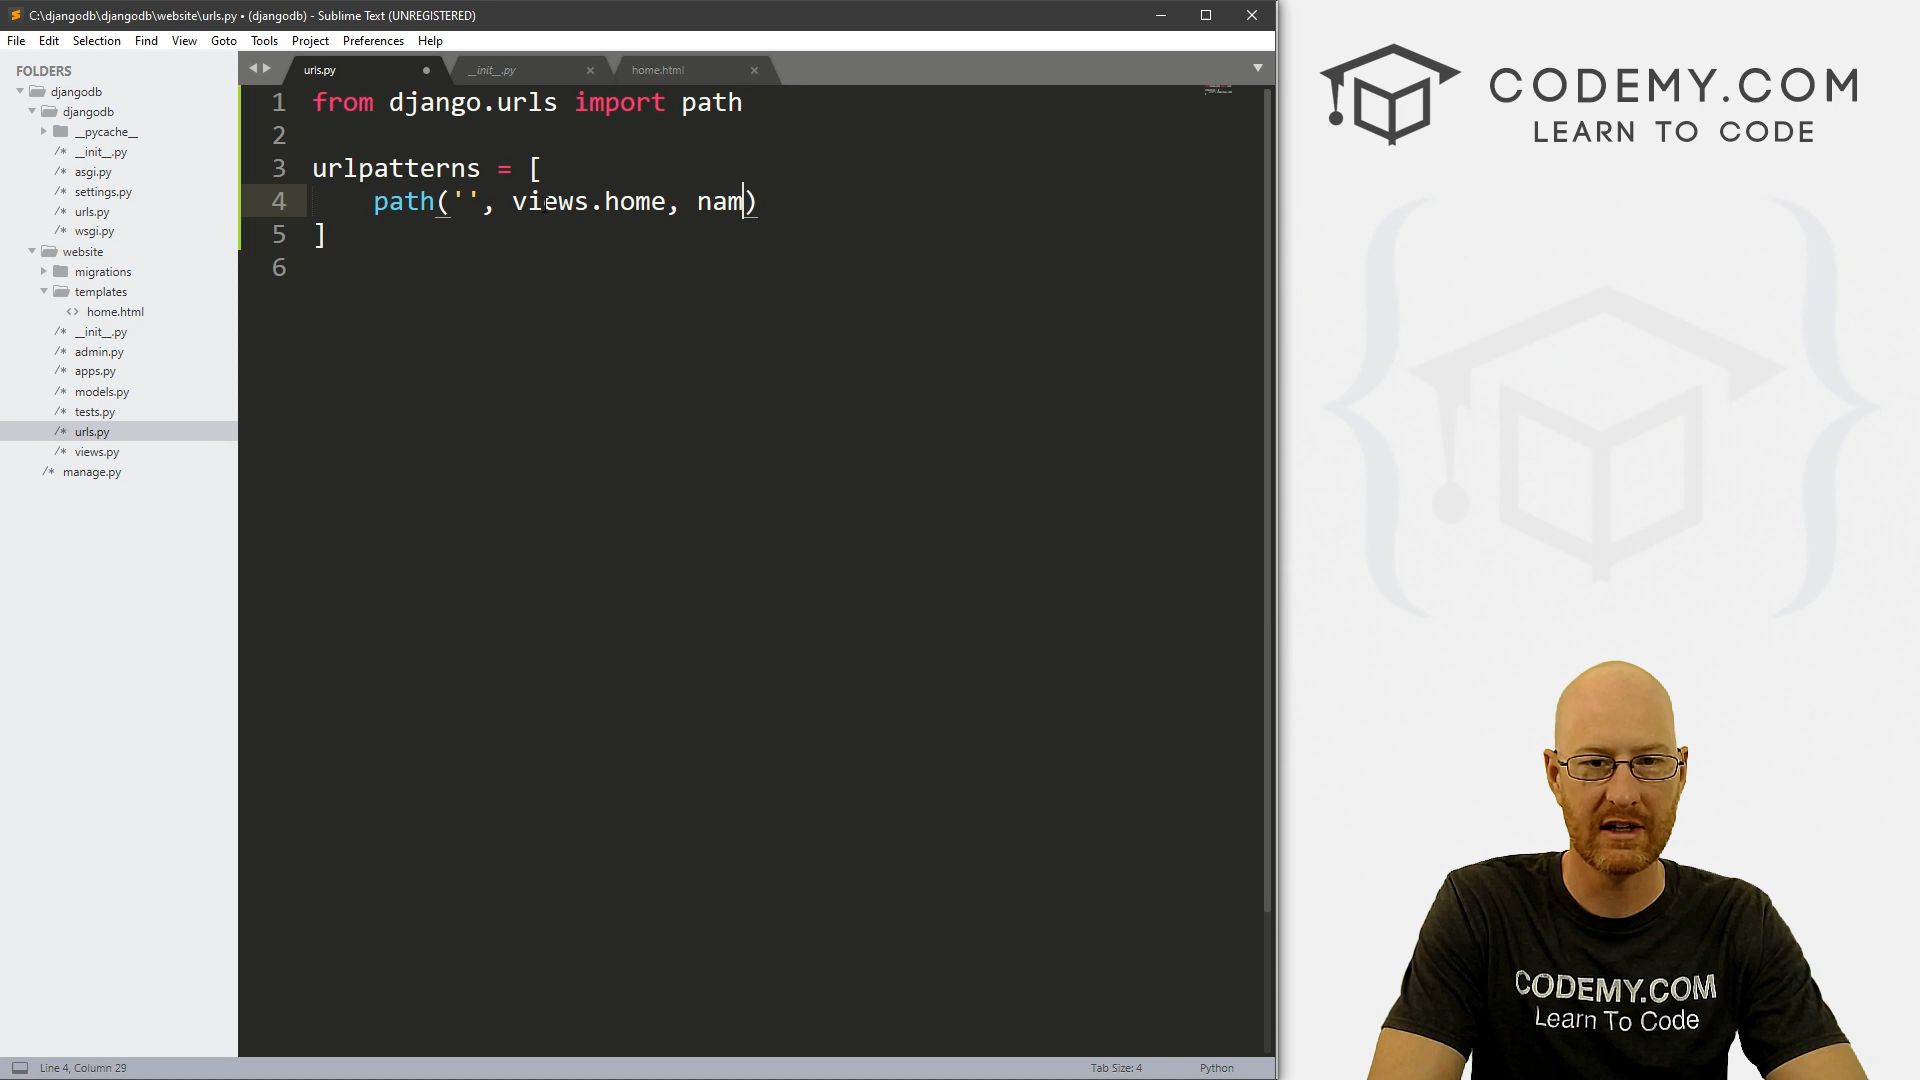 C:\djangodb\djangodb\website\urls.py • (djangodb) - Sublime Text (UNREGISTERED)
File Edit Selection Find View Goto Tools Project Preferences Help
FOLDERS
djangodb
djangodb
__pycache__
/* __init__.py
/* asgi.py
/* settings.py
/* urls.py
/* wsgi.py
website
migrations
templates
<> home.html
/* __init__.py
/* admin.py
/* apps.py
/* models.py
/* tests.py
/* urls.py
/* views.py
/* manage.py
urls.py
__init__.py
home.html
1 from django.urls import path
2
3 urlpatterns = [
4 path('', views.home, nam)
5 ]
6
Line 4, Column 29
Tab Size: 4
Python
CODEMY.COM
LEARN TO CODE
CODEMY.COM
Learn To Code